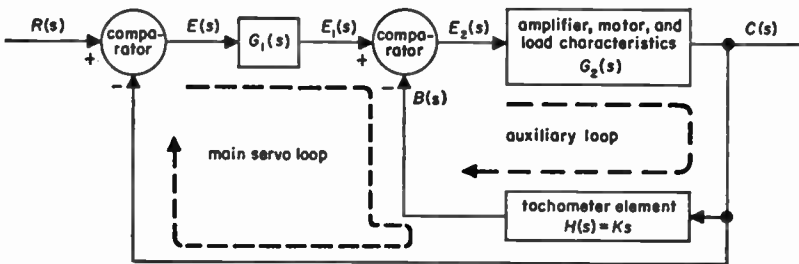 R(s)
+
−
compa-
rator
E(s)
G₁(s)
E₁(s)
+
−
compa-
rator
E₂(s)
B(s)
amplifier, motor, and
load characteristics
G₂(s)
C(s)
main servo loop
auxiliary loop
tachometer element
H(s)=Ks